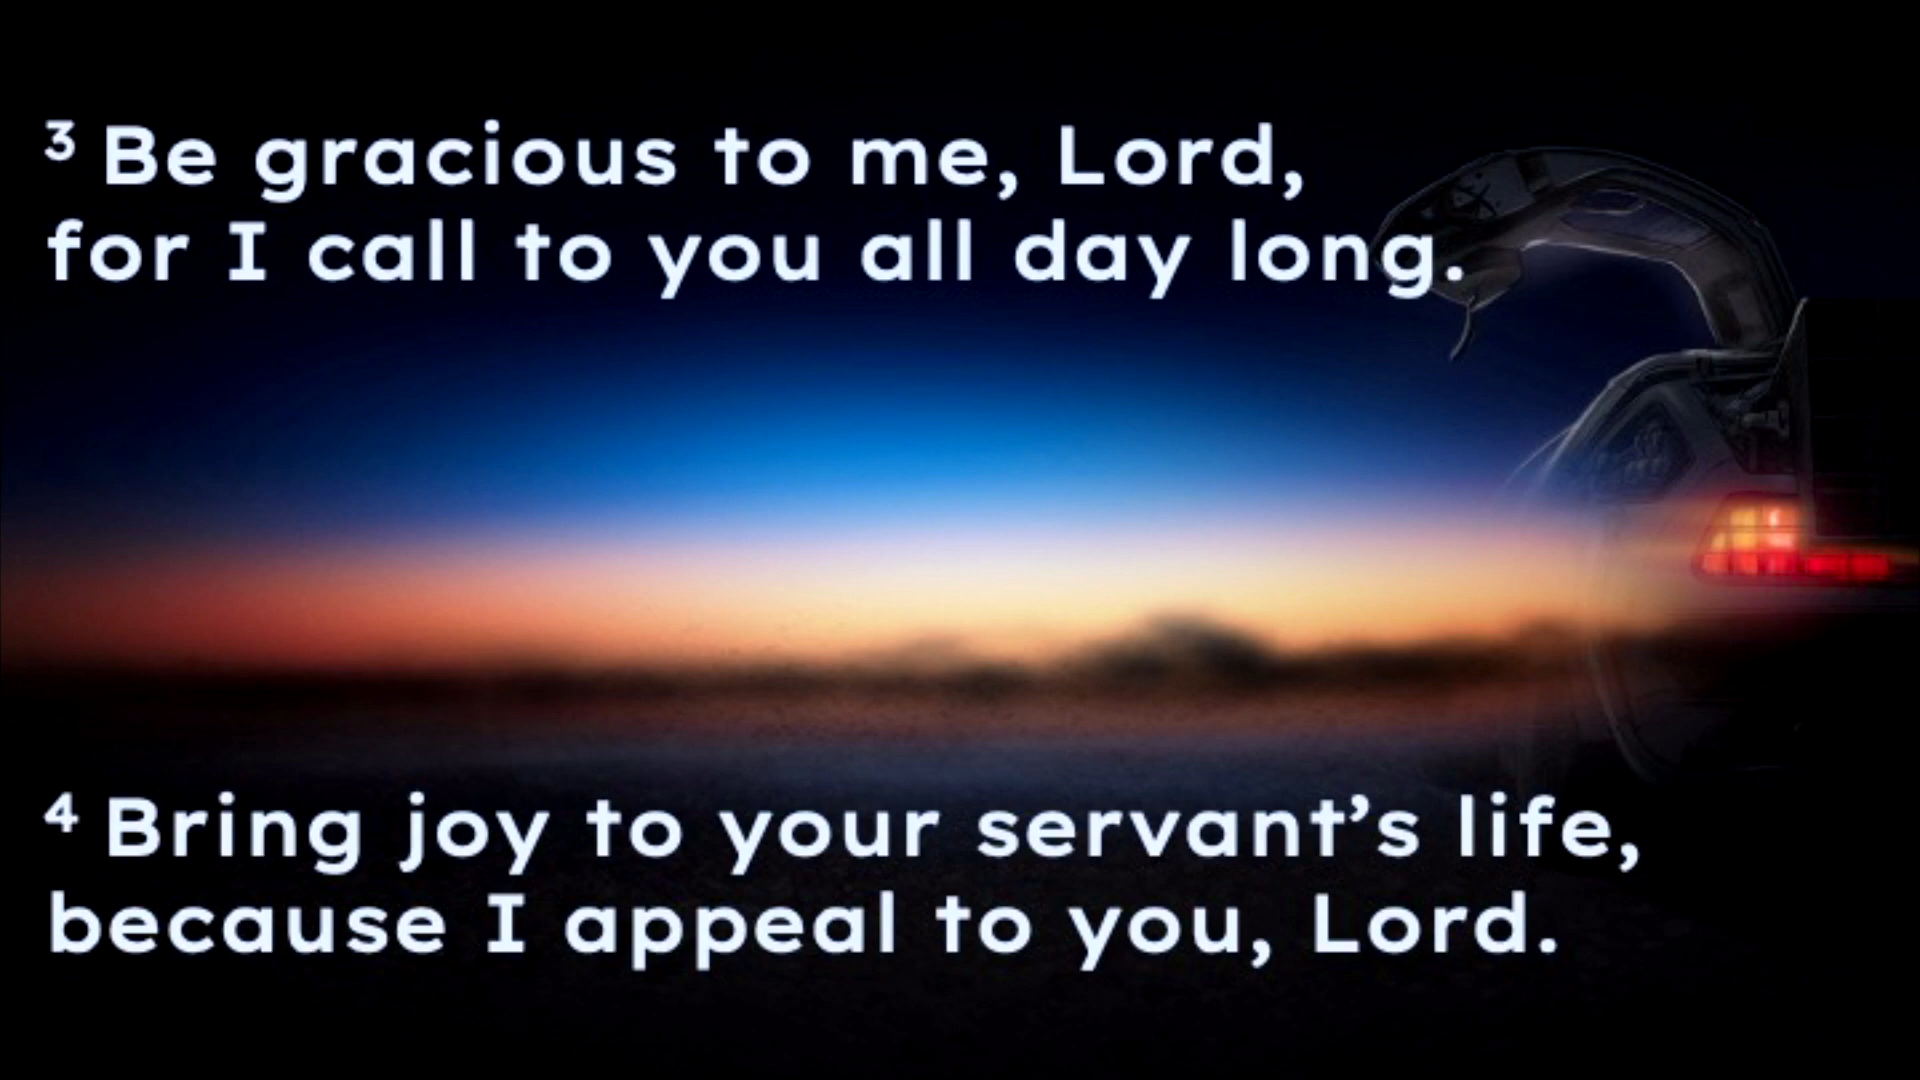 ³ Be gracious to me, Lord,
for I call to you all day long.
⁴ Bring joy to your servant’s life,
because I appeal to you, Lord.